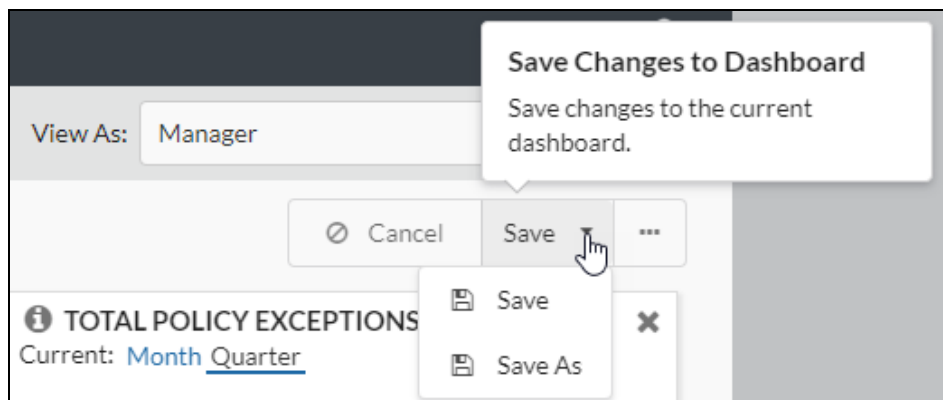 Save Changes to Dashboard
Save changes to the current
dashboard.
View As: Manager
Cancel Save ...
Save
Save As
TOTAL POLICY EXCEPTIONS
Current: Month Quarter